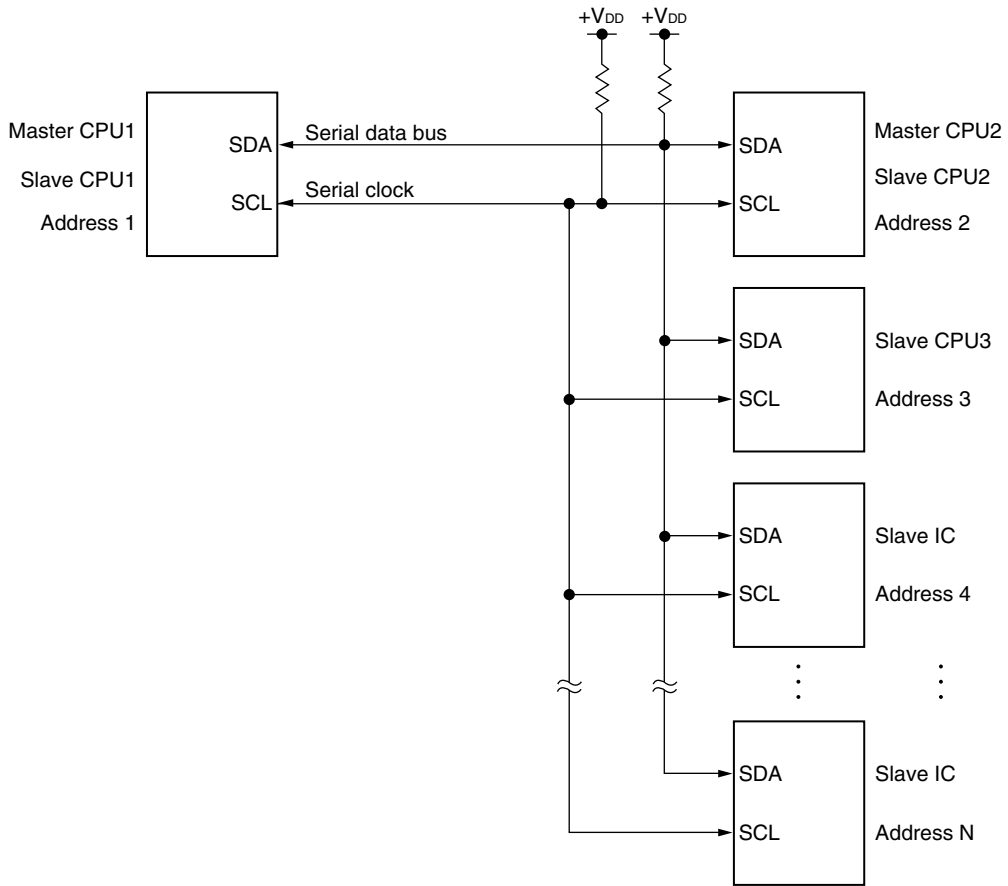 +VDD +VDD
Master CPU1
Slave CPU1
Address 1
SDA
SCL
Serial data bus
Serial clock
SDA
SCL
Master CPU2
Slave CPU2
Address 2
SDA
SCL
Slave CPU3
Address 3
SDA
SCL
Slave IC
Address 4
SDA
SCL
Slave IC
Address N